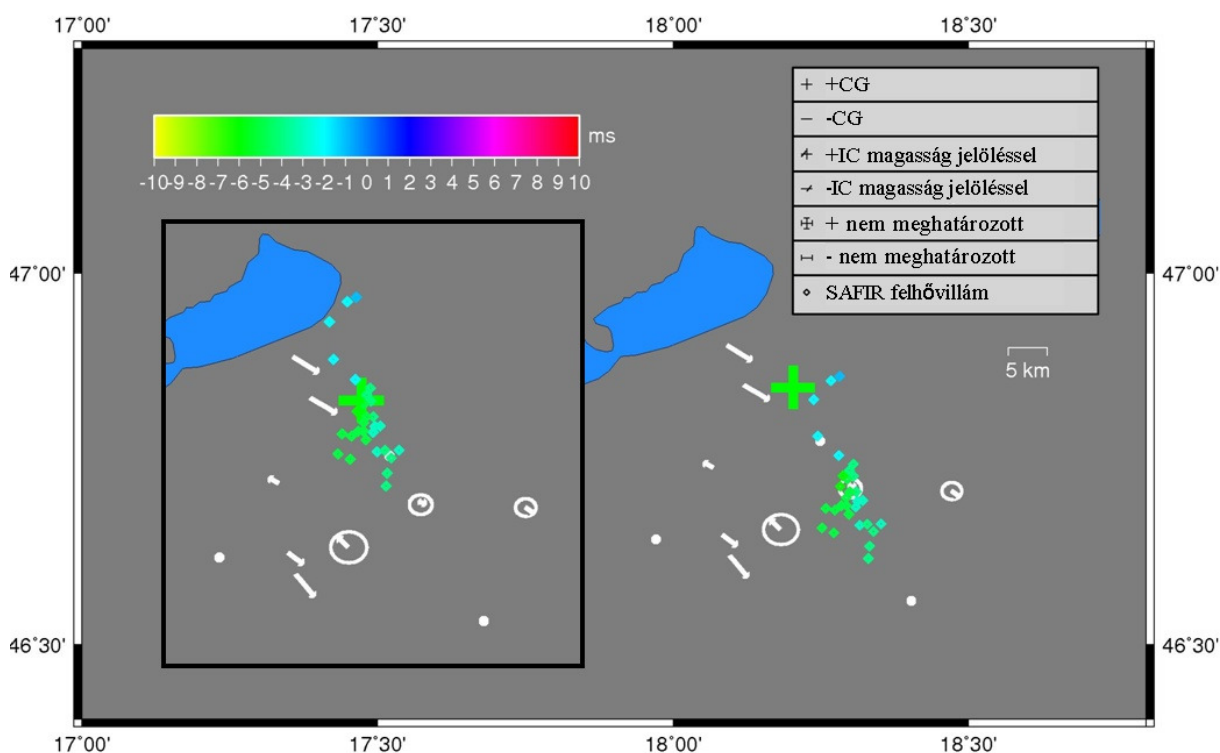 17°00' 17°30' 18°00' 18°30'
+CG
-CG
+IC magasság jelöléssel
-IC magasság jelöléssel
+ nem meghatározott
- nem meghatározott
SAFIR felhővillám
ms
-10 -9 -8 -7 -6 -5 -4 -3 -2 -1 0 1 2 3 4 5 6 7 8 9 10
47°00' 47°00'
5 km
46°30' 46°30'
17°00' 17°30' 18°00' 18°30'